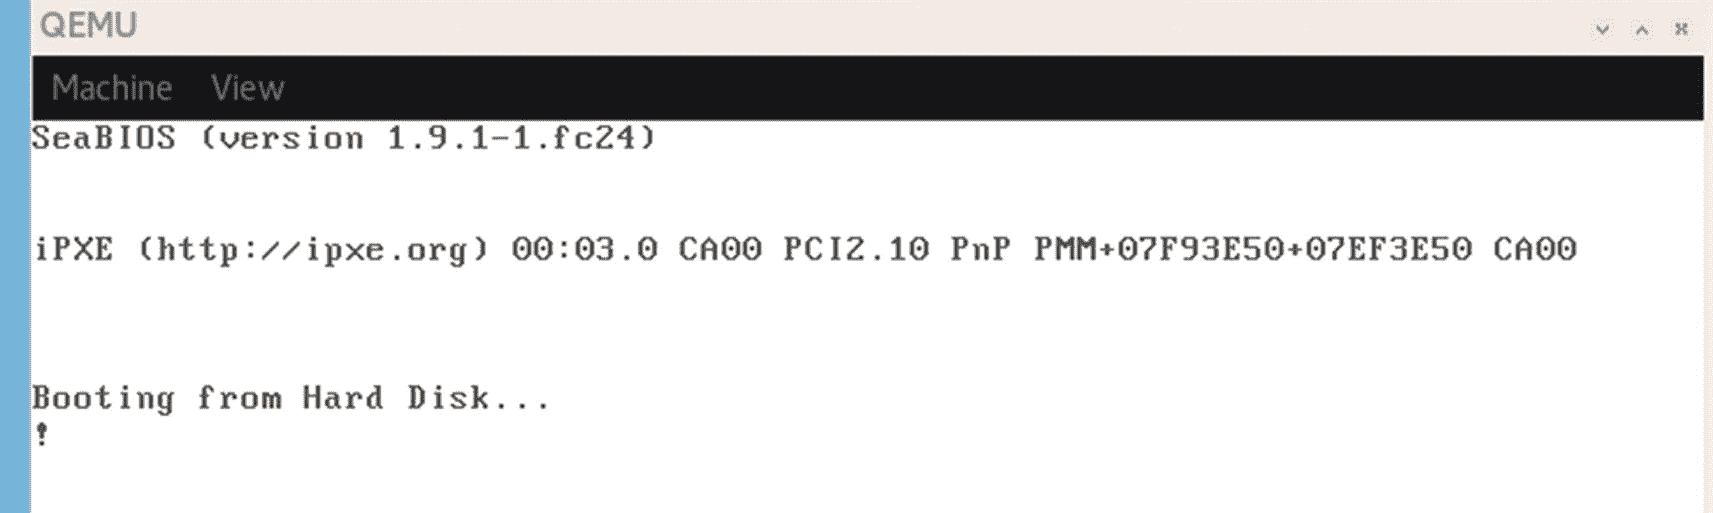 QEMU
Machine View
SeaBIOS (version 1.9.1-1.fc24)
iPXE (http://ipxe.org) 00:03.0 CA00 PCI2.10 PnP PMM+07F93E50+07EF3E50 CA00
Booting from Hard Disk...
!